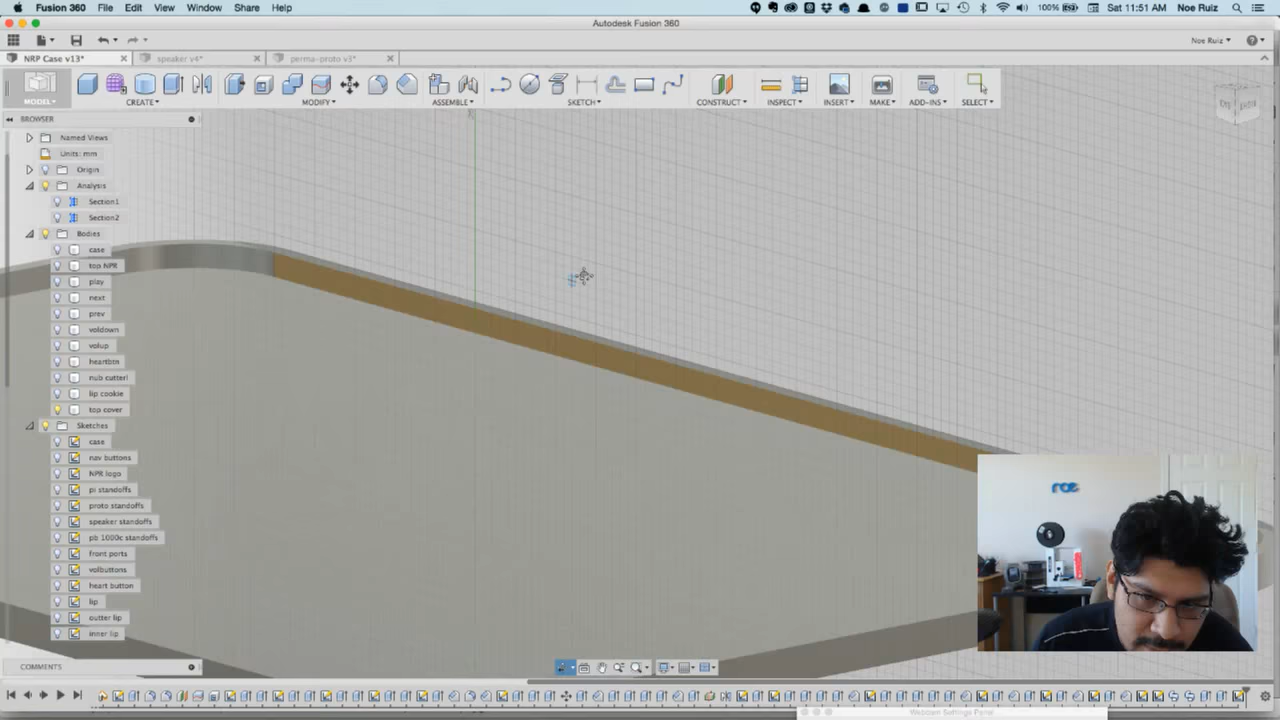 Fusion 360 File Edit View Window Share Help 100% Sat 11:51 AM Noe Ruiz
Autodesk Fusion 360
Noe Ruiz
NRP Case v13* speaker v4* perma-proto v3*
MODEL CREATE MODIFY ASSEMBLE SKETCH CONSTRUCT INSPECT INSERT MAKE ADD-INS SELECT
BROWSER
Named Views
Units: mm
Origin
Analysis
Section1
Section2
Bodies
case
top NPR
play
next
prev
voldown
volup
heartbtn
nub cutter!
lip cookie
top cover
Sketches
case
nav buttons
NPR logo
pi standoffs
proto standoffs
speaker standoffs
pb 1000c standoffs
front ports
volbuttons
heart button
lip
outter lip
inner lip
roe
COMMENTS
Webcam Settings Panel